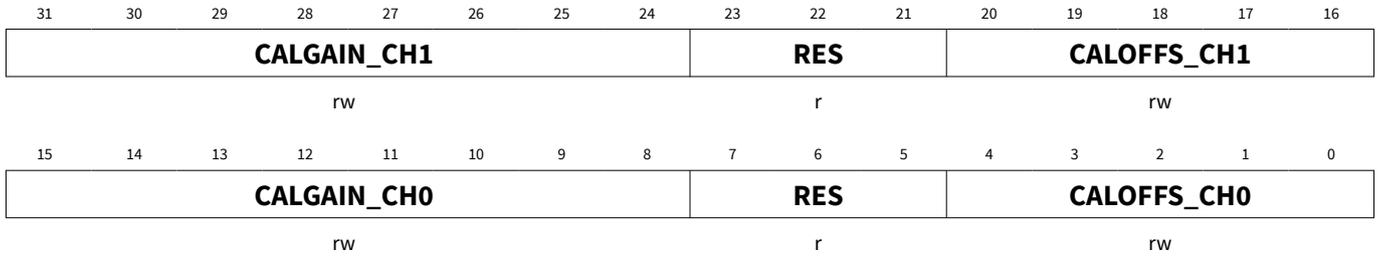 31 30 29 28 27 26 25 24 23 22 21 20 19 18 17 16
CALGAIN_CH1 RES CALOFFS_CH1
rw r rw
15 14 13 12 11 10 9 8 7 6 5 4 3 2 1 0
CALGAIN_CH0 RES CALOFFS_CH0
rw r rw